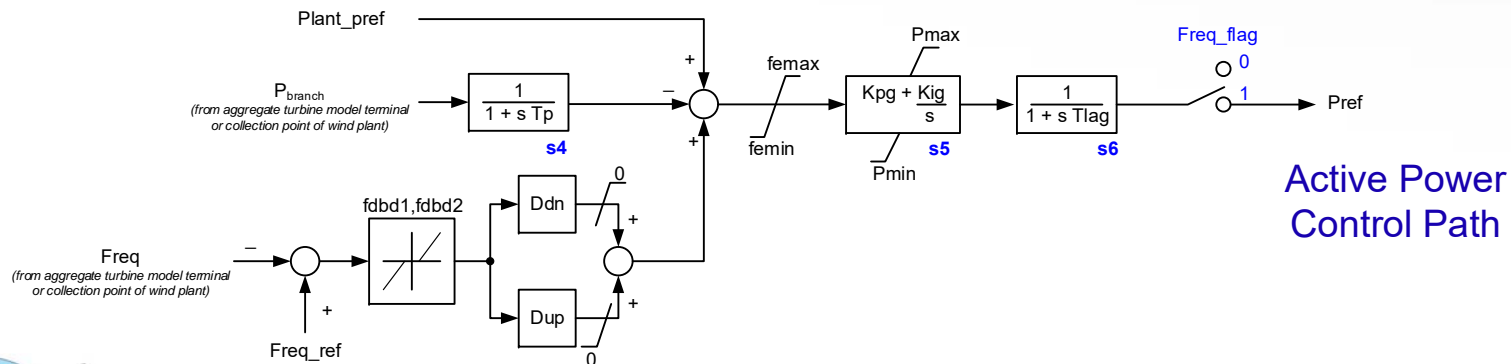 Plant_pref
P branch
(from aggregate turbine model terminal
or collection point of wind plant)
1
1 + s Tp
s4
+
–
+
femax
femin
Pmax
Kpg + Kig
s
Pmin
s5
1
1 + s Tlag
s6
Freq_flag
0
1
Pref
Active Power
Control Path
fdbd1,fdbd2
Ddn
0
+
Freq
(from aggregate turbine model terminal
or collection point of wind plant)
–
+
Freq_ref
Dup
+
0